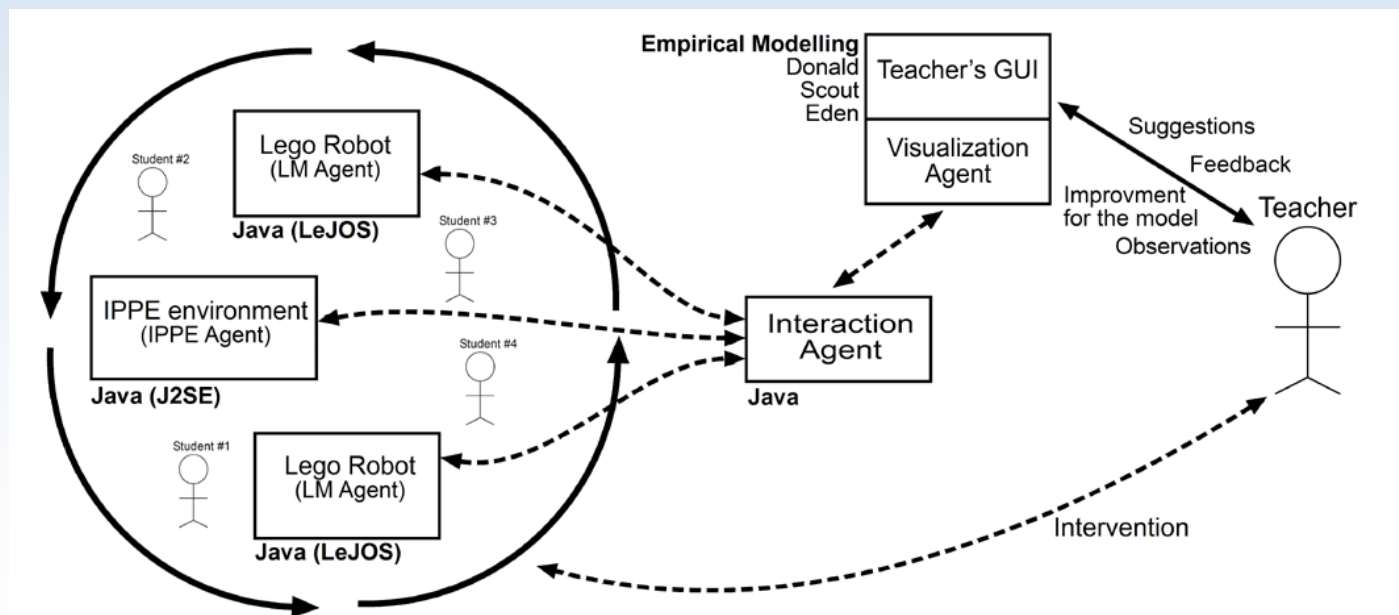 Empirical Modelling
Donald
Scout
Eden
Teacher's GUI
Visualization
Agent
Suggestions
Feedback
Improvment
for the model
Observations
Teacher
Student #2
Lego Robot
(LM Agent)
Java (LeJOS)
Student #3
IPPE environment
(IPPE Agent)
Java (J2SE)
Interaction
Agent
Java
Student #4
Student #1
Lego Robot
(LM Agent)
Java (LeJOS)
Intervention